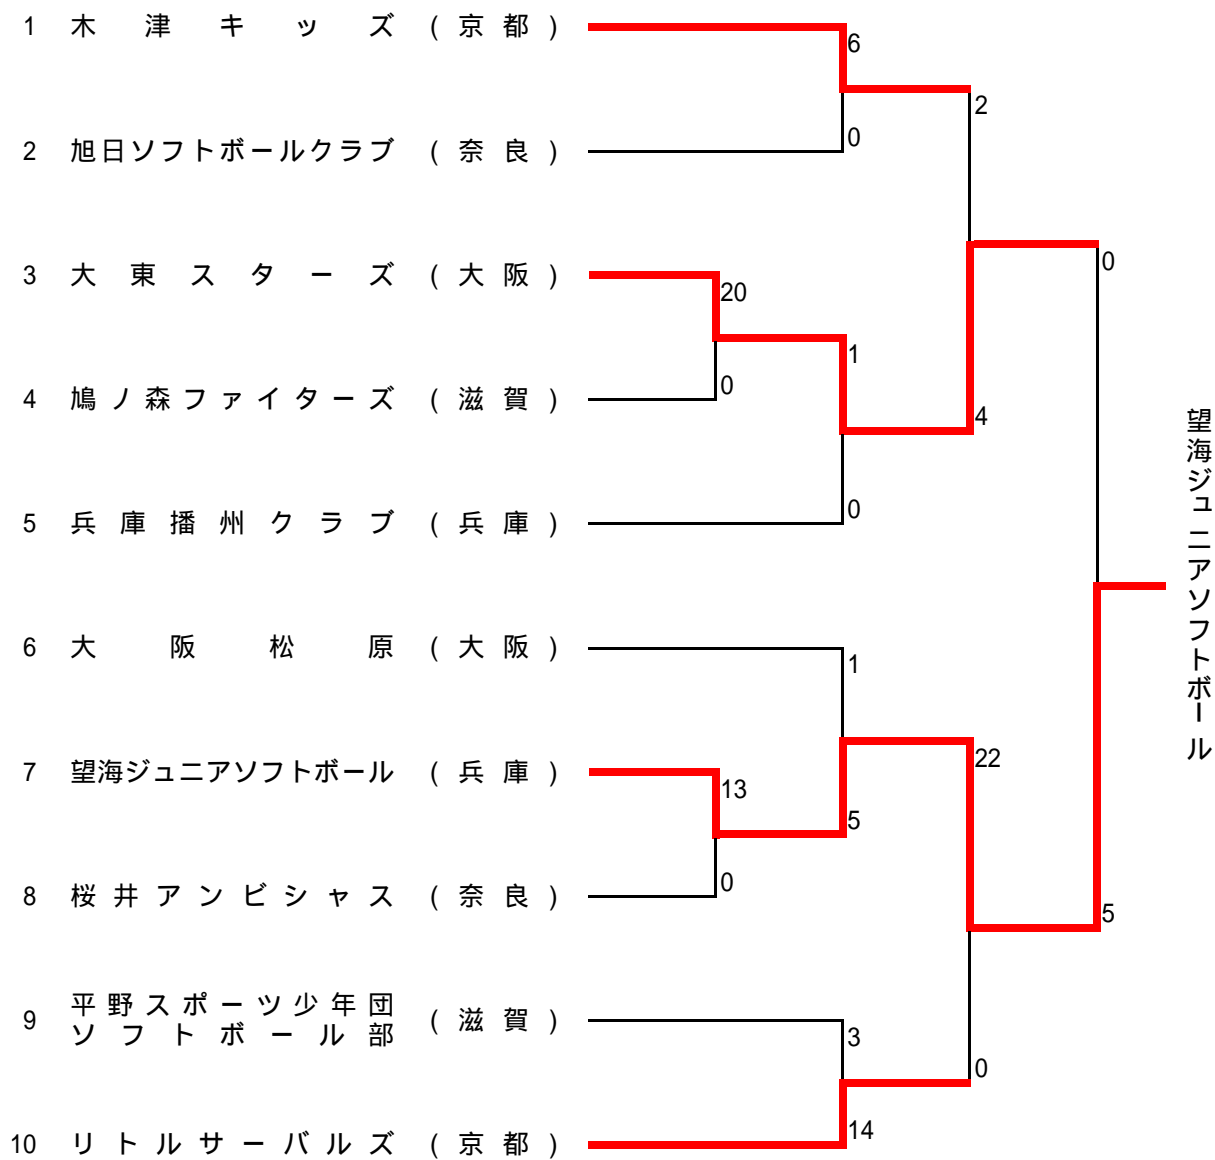 1 木津キッズ (京都)
6
2
0
2 旭日ソフトボールクラブ (奈良)
0
3 大東スターズ (大阪)
20
1
0
4 鳩ノ森ファイターズ (滋賀)
4
0
5 兵庫播州クラブ (兵庫)
望海ジュニアソフトボール
6 大阪松原 (大阪)
1
22
7 望海ジュニアソフトボール (兵庫)
13
5
0
8 桜井アンビシャス (奈良)
5
9 平野スポーツ少年団
ソフトボール部 (滋賀)
3
0
14
10 リトルサーバルズ (京都)